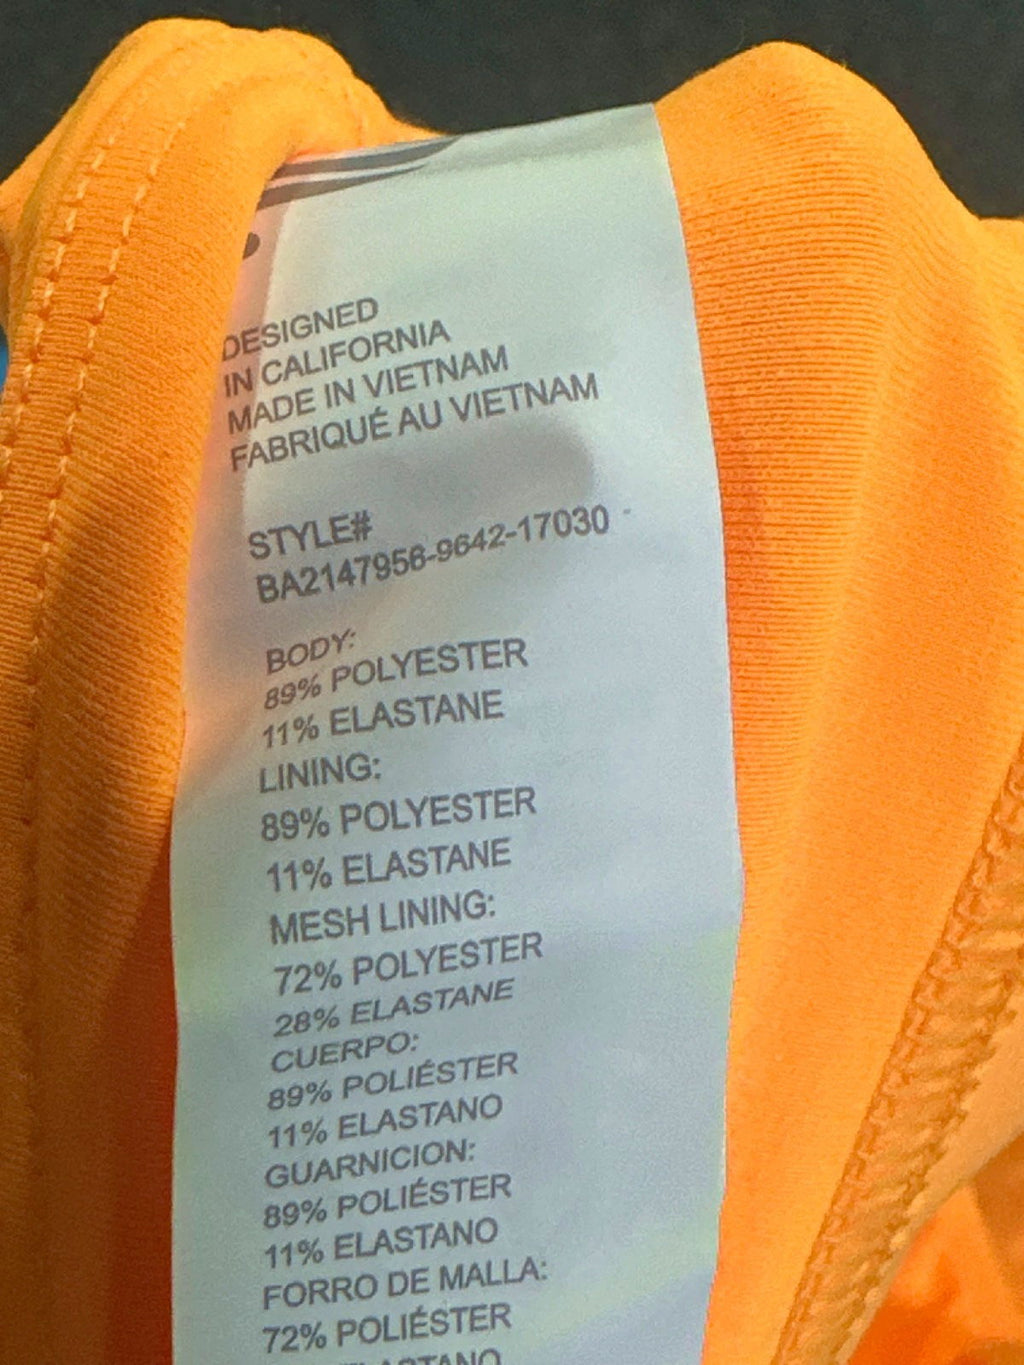 DESIGNED
IN CALIFORNIA
MADE IN VIETNAM
FABRIQUÉ AU VIETNAM
STYLE#
BA2147956-9642-17030
BODY:
89% POLYESTER
11% ELASTANE
LINING:
89% POLYESTER
11% ELASTANE
MESH LINING:
72% POLYESTER
28% ELASTANE
CUERPO:
89% POLIÉSTER
11% ELASTANO
GUARNICION:
89% POLIÉSTER
11% ELASTANO
FORRO DE MALLA:
72% POLIÉSTER
ELASTANO